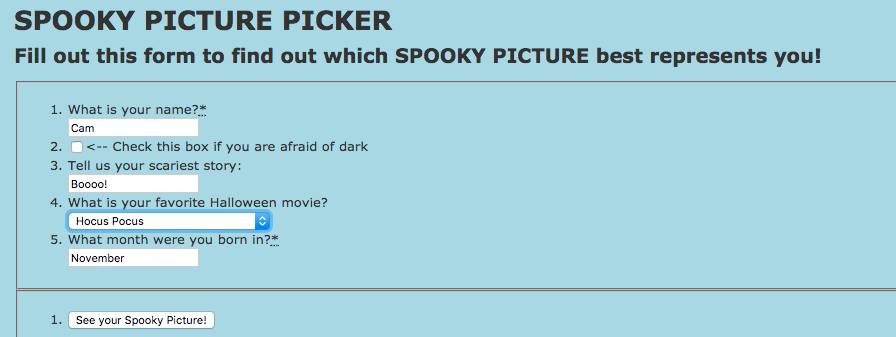 SPOOKY PICTURE PICKER
Fill out this form to find out which SPOOKY PICTURE best represents you!
1. What is your name?*
Cam
2. <-- Check this box if you are afraid of dark
3. Tell us your scariest story:
Boooo!
4. What is your favorite Halloween movie?
Hocus Pocus
5. What month were you born in?*
November
1. See your Spooky Picture!